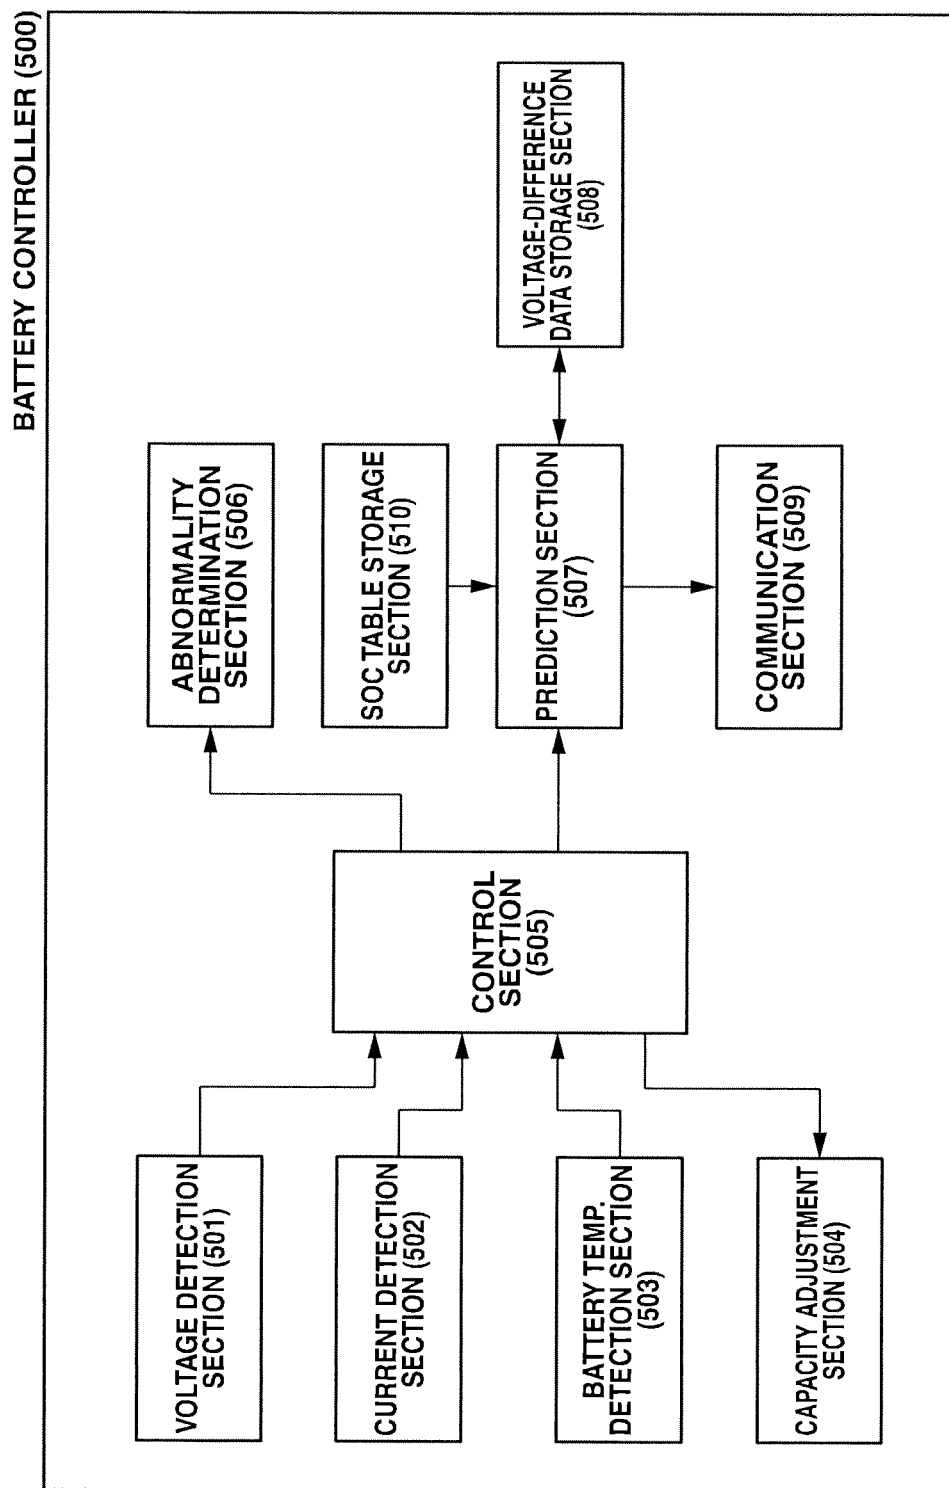 BATTERY CONTROLLER (500)
VOLTAGE DETECTION
SECTION (501)
CURRENT DETECTION
SECTION (502)
BATTERY TEMP.
DETECTION SECTION
(503)
CAPACITY ADJUSTMENT
SECTION (504)
CONTROL
SECTION
(505)
ABNORMALITY
DETERMINATION
SECTION (506)
SOC TABLE STORAGE
SECTION (510)
PREDICTION SECTION
(507)
COMMUNICATION
SECTION (509)
VOLTAGE-DIFFERENCE
DATA STORAGE SECTION
(508)